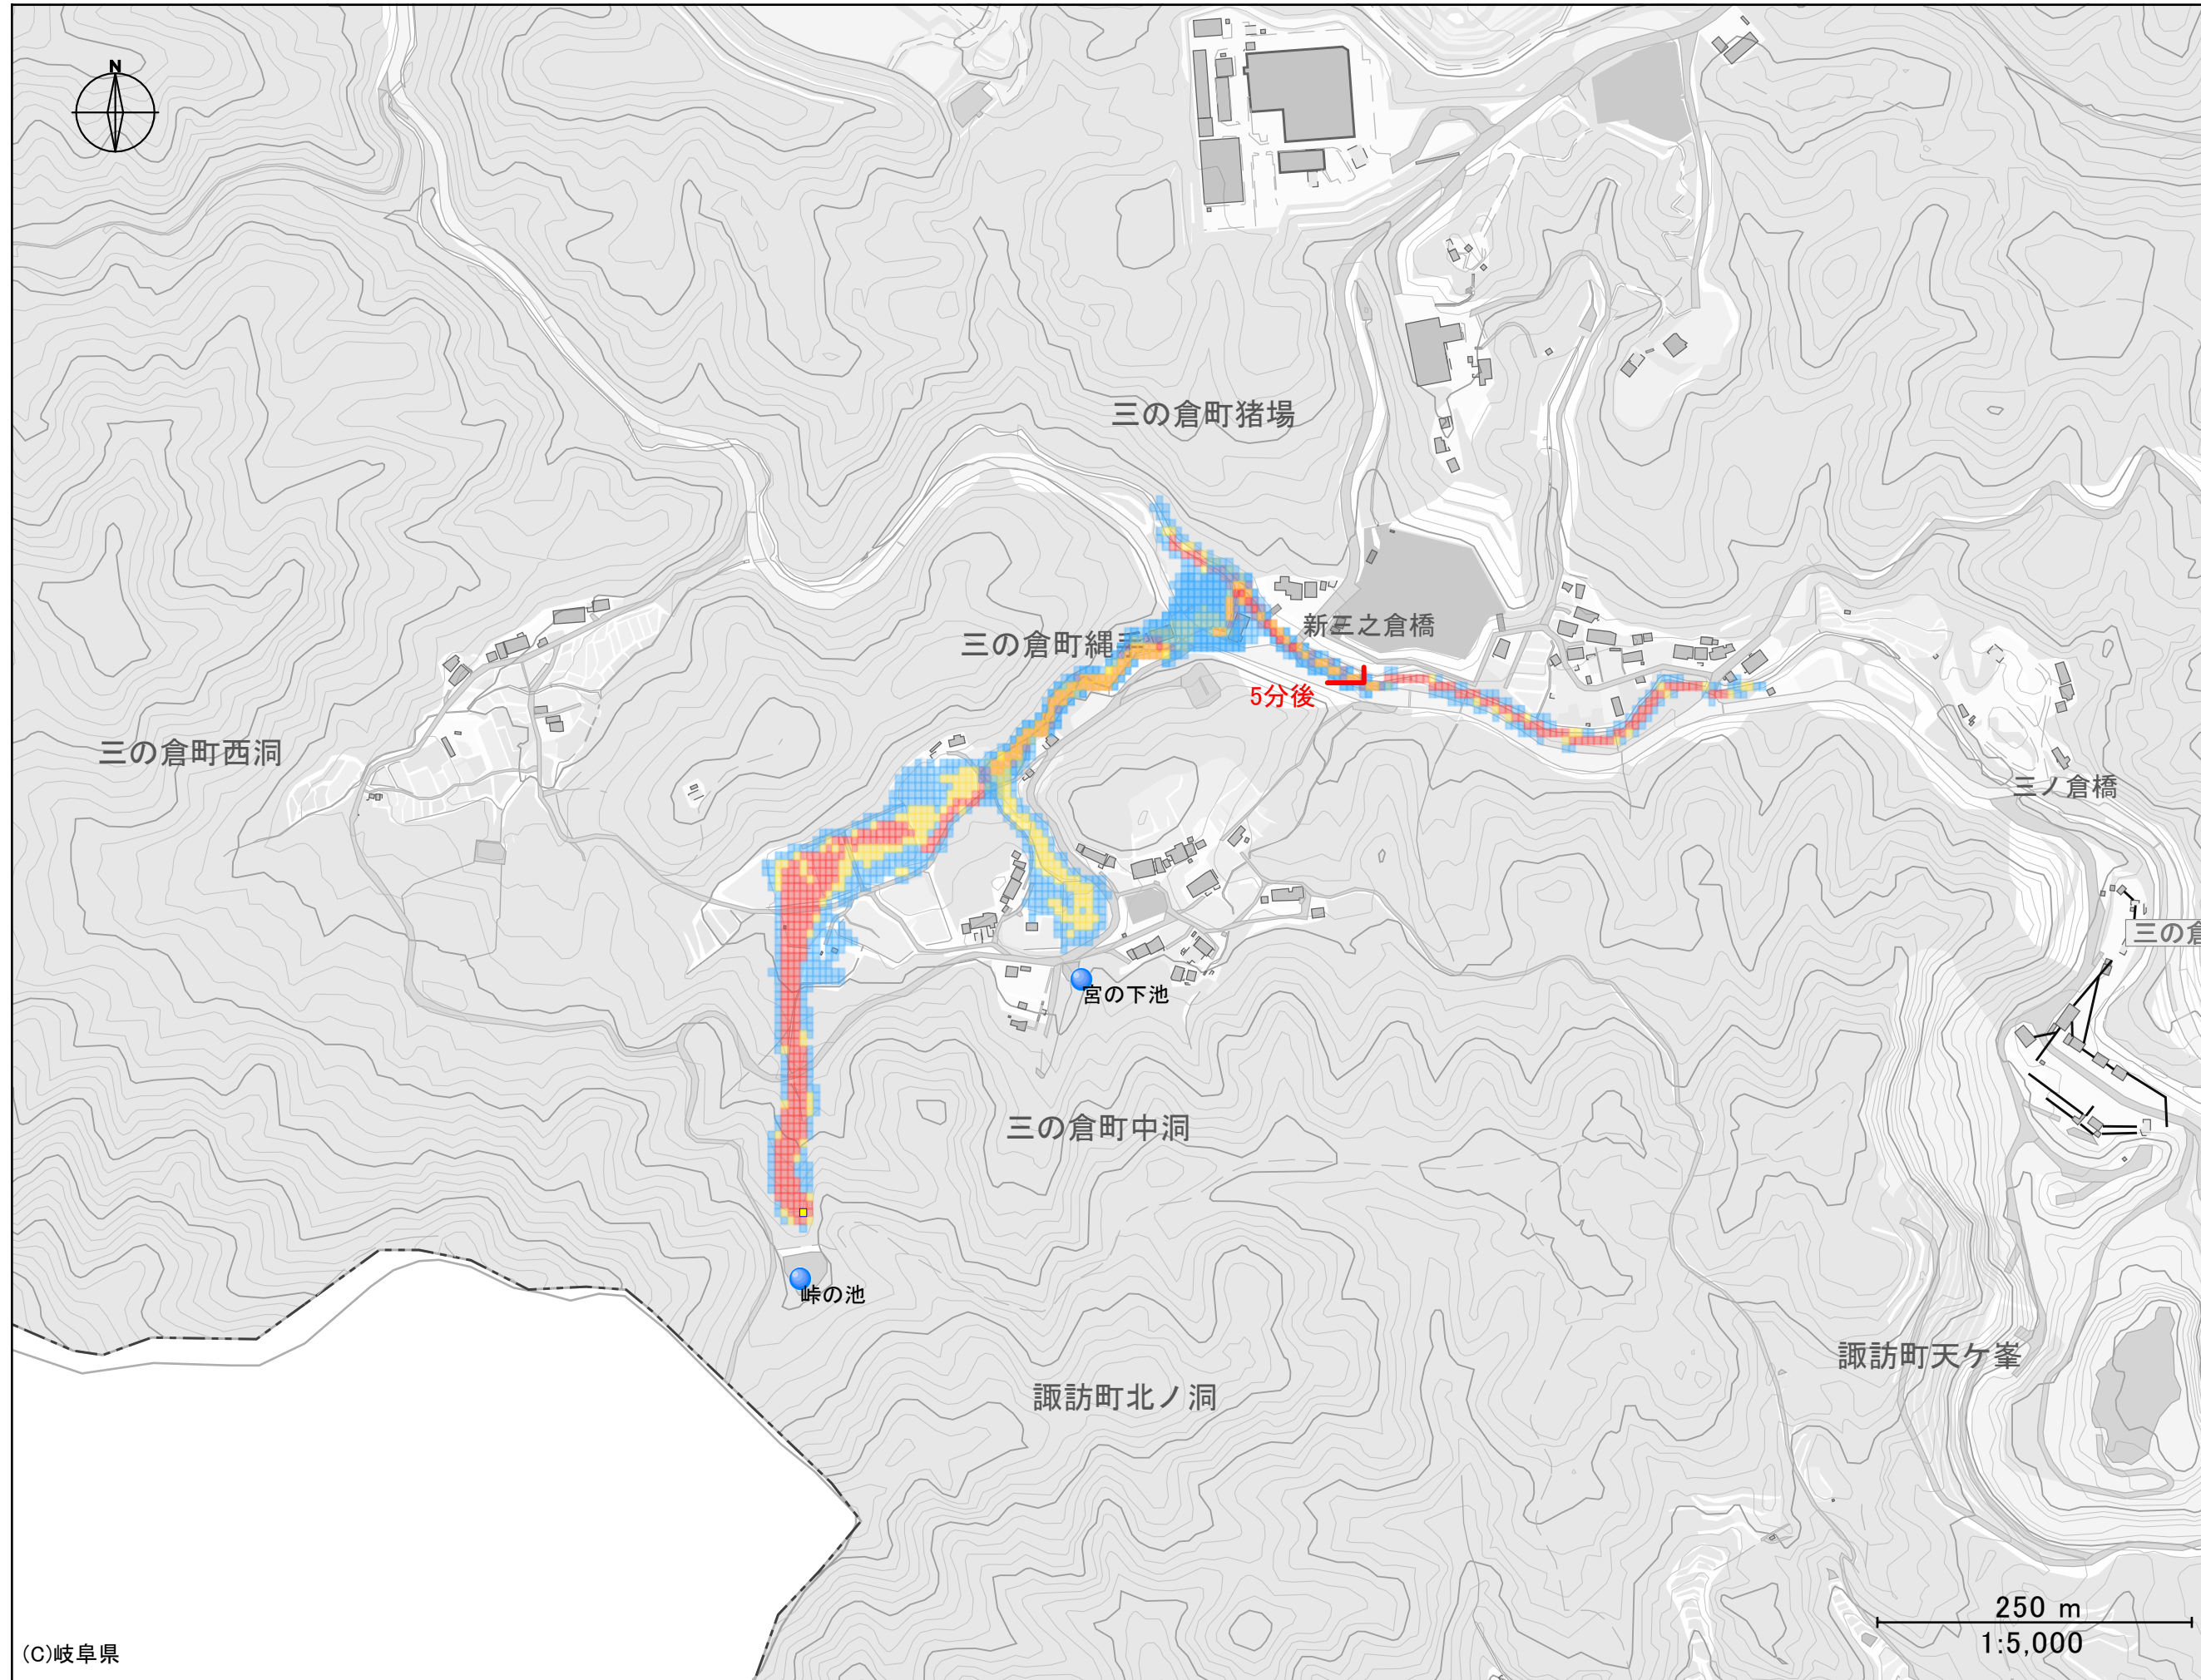 N
三の倉町猪場
新三之倉橋
三の倉町縄手
5分後
三の倉町西洞
三ノ倉橋
三の倉
宮の下池
三の倉町中洞
峠の池
諏訪町天ケ峯
諏訪町北ノ洞
250 m
1:5,000
(C)岐阜県